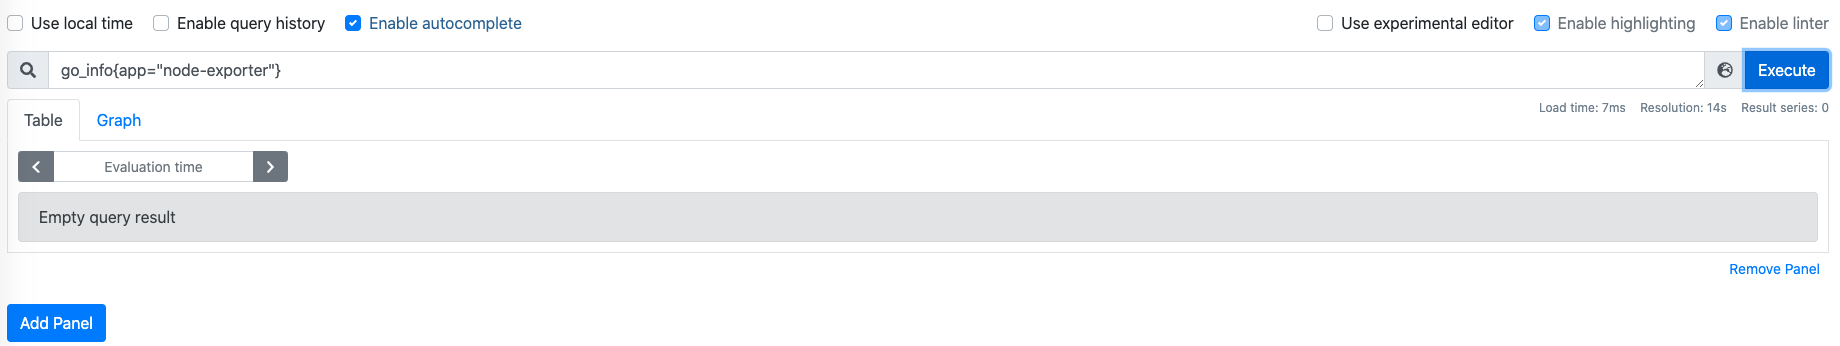 Use local time Enable query history Enable autocomplete Use experimental editor Enable highlighting Enable linter
go_info{app="node-exporter"} Execute
Load time: 7ms Resolution: 14s Result series: 0
Table Graph
Evaluation time
Empty query result
Remove Panel
Add Panel